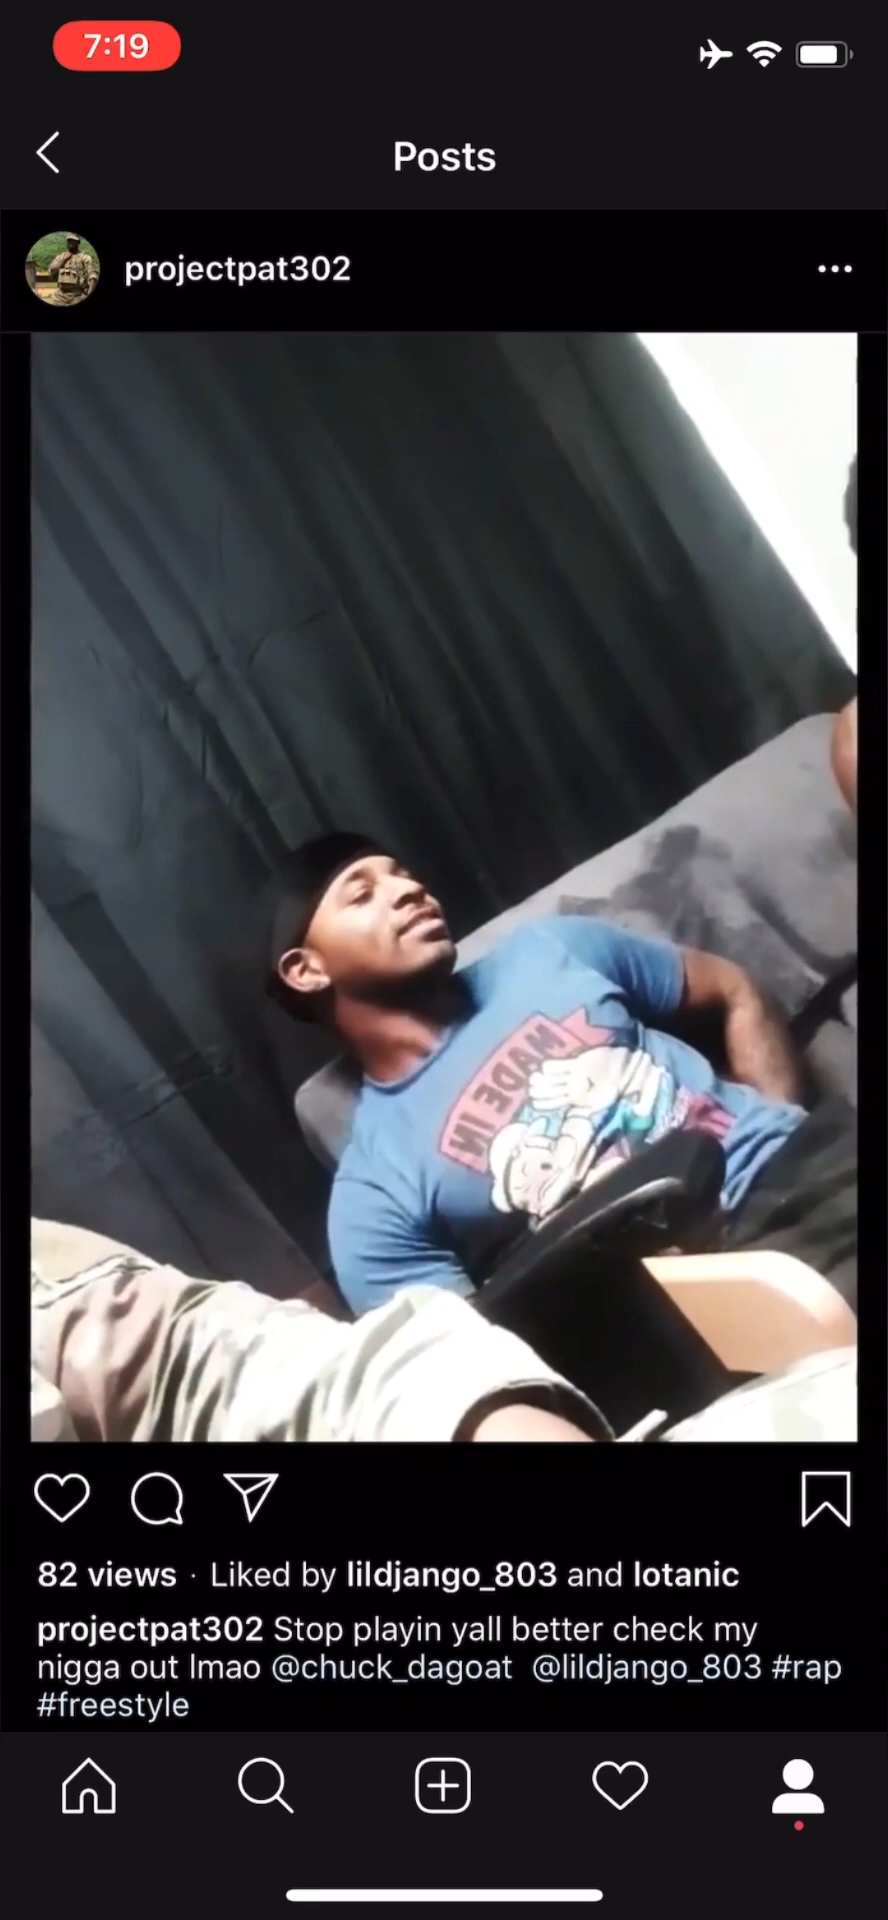 7:19
Posts
projectpat302
MADE IN
82 views · Liked by lildjango_803 and lotanic
projectpat302 Stop playin yall better check my
nigga out lmao @chuck_dagoat @lildjango_803 #rap
#freestyle